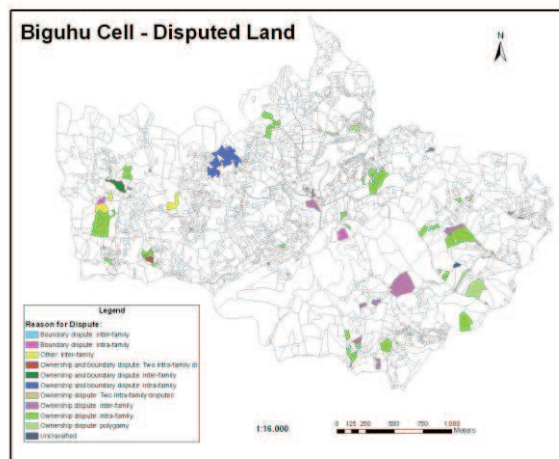 Biguhu Cell - Disputed Land
N
Legend
Reason for Dispute:
Boundary dispute: inter-family
Boundary dispute: intra-family
Other: inter-family
Ownership and boundary dispute: Two intra-family di
Ownership and boundary dispute: inter-family
Ownership and boundary dispute: intra-family
Ownership dispute: Two intra-family disputes
Ownership dispute: inter-family
Ownership dispute: intra-family
Ownership dispute: polygamy
Unclassified
1:16.000
0 125 250 500 750 1.000
Meters